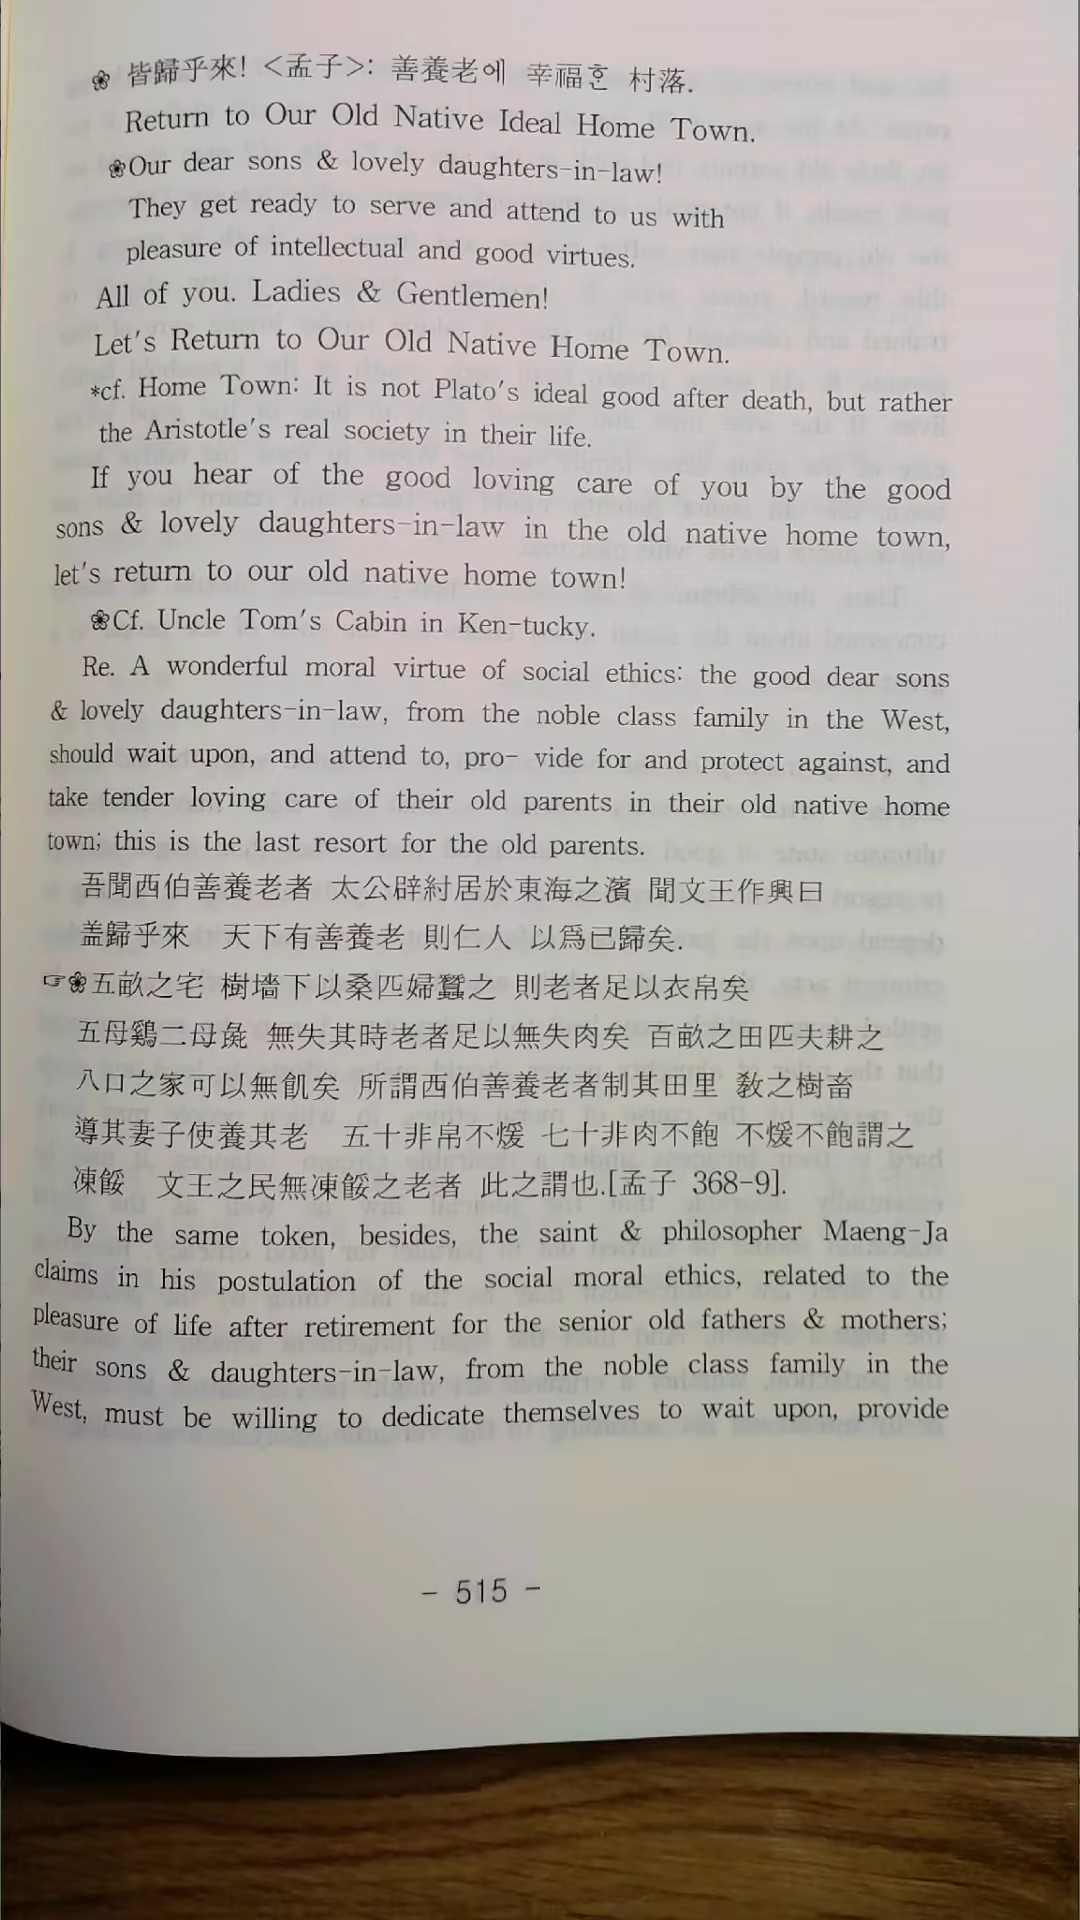 ❀ 皆歸乎來! <孟子>: 善養老에 幸福한 村落.
Return to Our Old Native Ideal Home Town.
❀Our dear sons & lovely daughters-in-law!
They get ready to serve and attend to us with
pleasure of intellectual and good virtues.
All of you. Ladies & Gentlemen!
Let's Return to Our Old Native Home Town.
*cf. Home Town: It is not Plato's ideal good after death, but rather
the Aristotle's real society in their life.
If you hear of the good loving care of you by the good
sons & lovely daughters-in-law in the old native home town,
let's return to our old native home town!
❀Cf. Uncle Tom's Cabin in Ken-tucky.
Re. A wonderful moral virtue of social ethics: the good dear sons
& lovely daughters-in-law, from the noble class family in the West,
should wait upon, and attend to, pro- vide for and protect against, and
take tender loving care of their old parents in their old native home
town; this is the last resort for the old parents.
吾聞西伯善養老者 太公辟紂居於東海之濱 聞文王作興曰
盖歸乎來 天下有善養老 則仁人 以爲已歸矣.
☞❀五畝之宅 樹墻下以桑匹婦蠶之 則老者足以衣帛矣
五母鷄二母彘 無失其時老者足以無失肉矣 百畝之田匹夫耕之
八口之家可以無飢矣 所謂西伯善養老者制其田里 敎之樹畜
導其妻子使養其老 五十非帛不煖 七十非肉不飽 不煖不飽謂之
凍餒 文王之民無凍餒之老者 此之謂也.[孟子 368-9].
By the same token, besides, the saint & philosopher Maeng-Ja
claims in his postulation of the social moral ethics, related to the
pleasure of life after retirement for the senior old fathers & mothers;
their sons & daughters-in-law, from the noble class family in the
West, must be willing to dedicate themselves to wait upon, provide
- 515 -